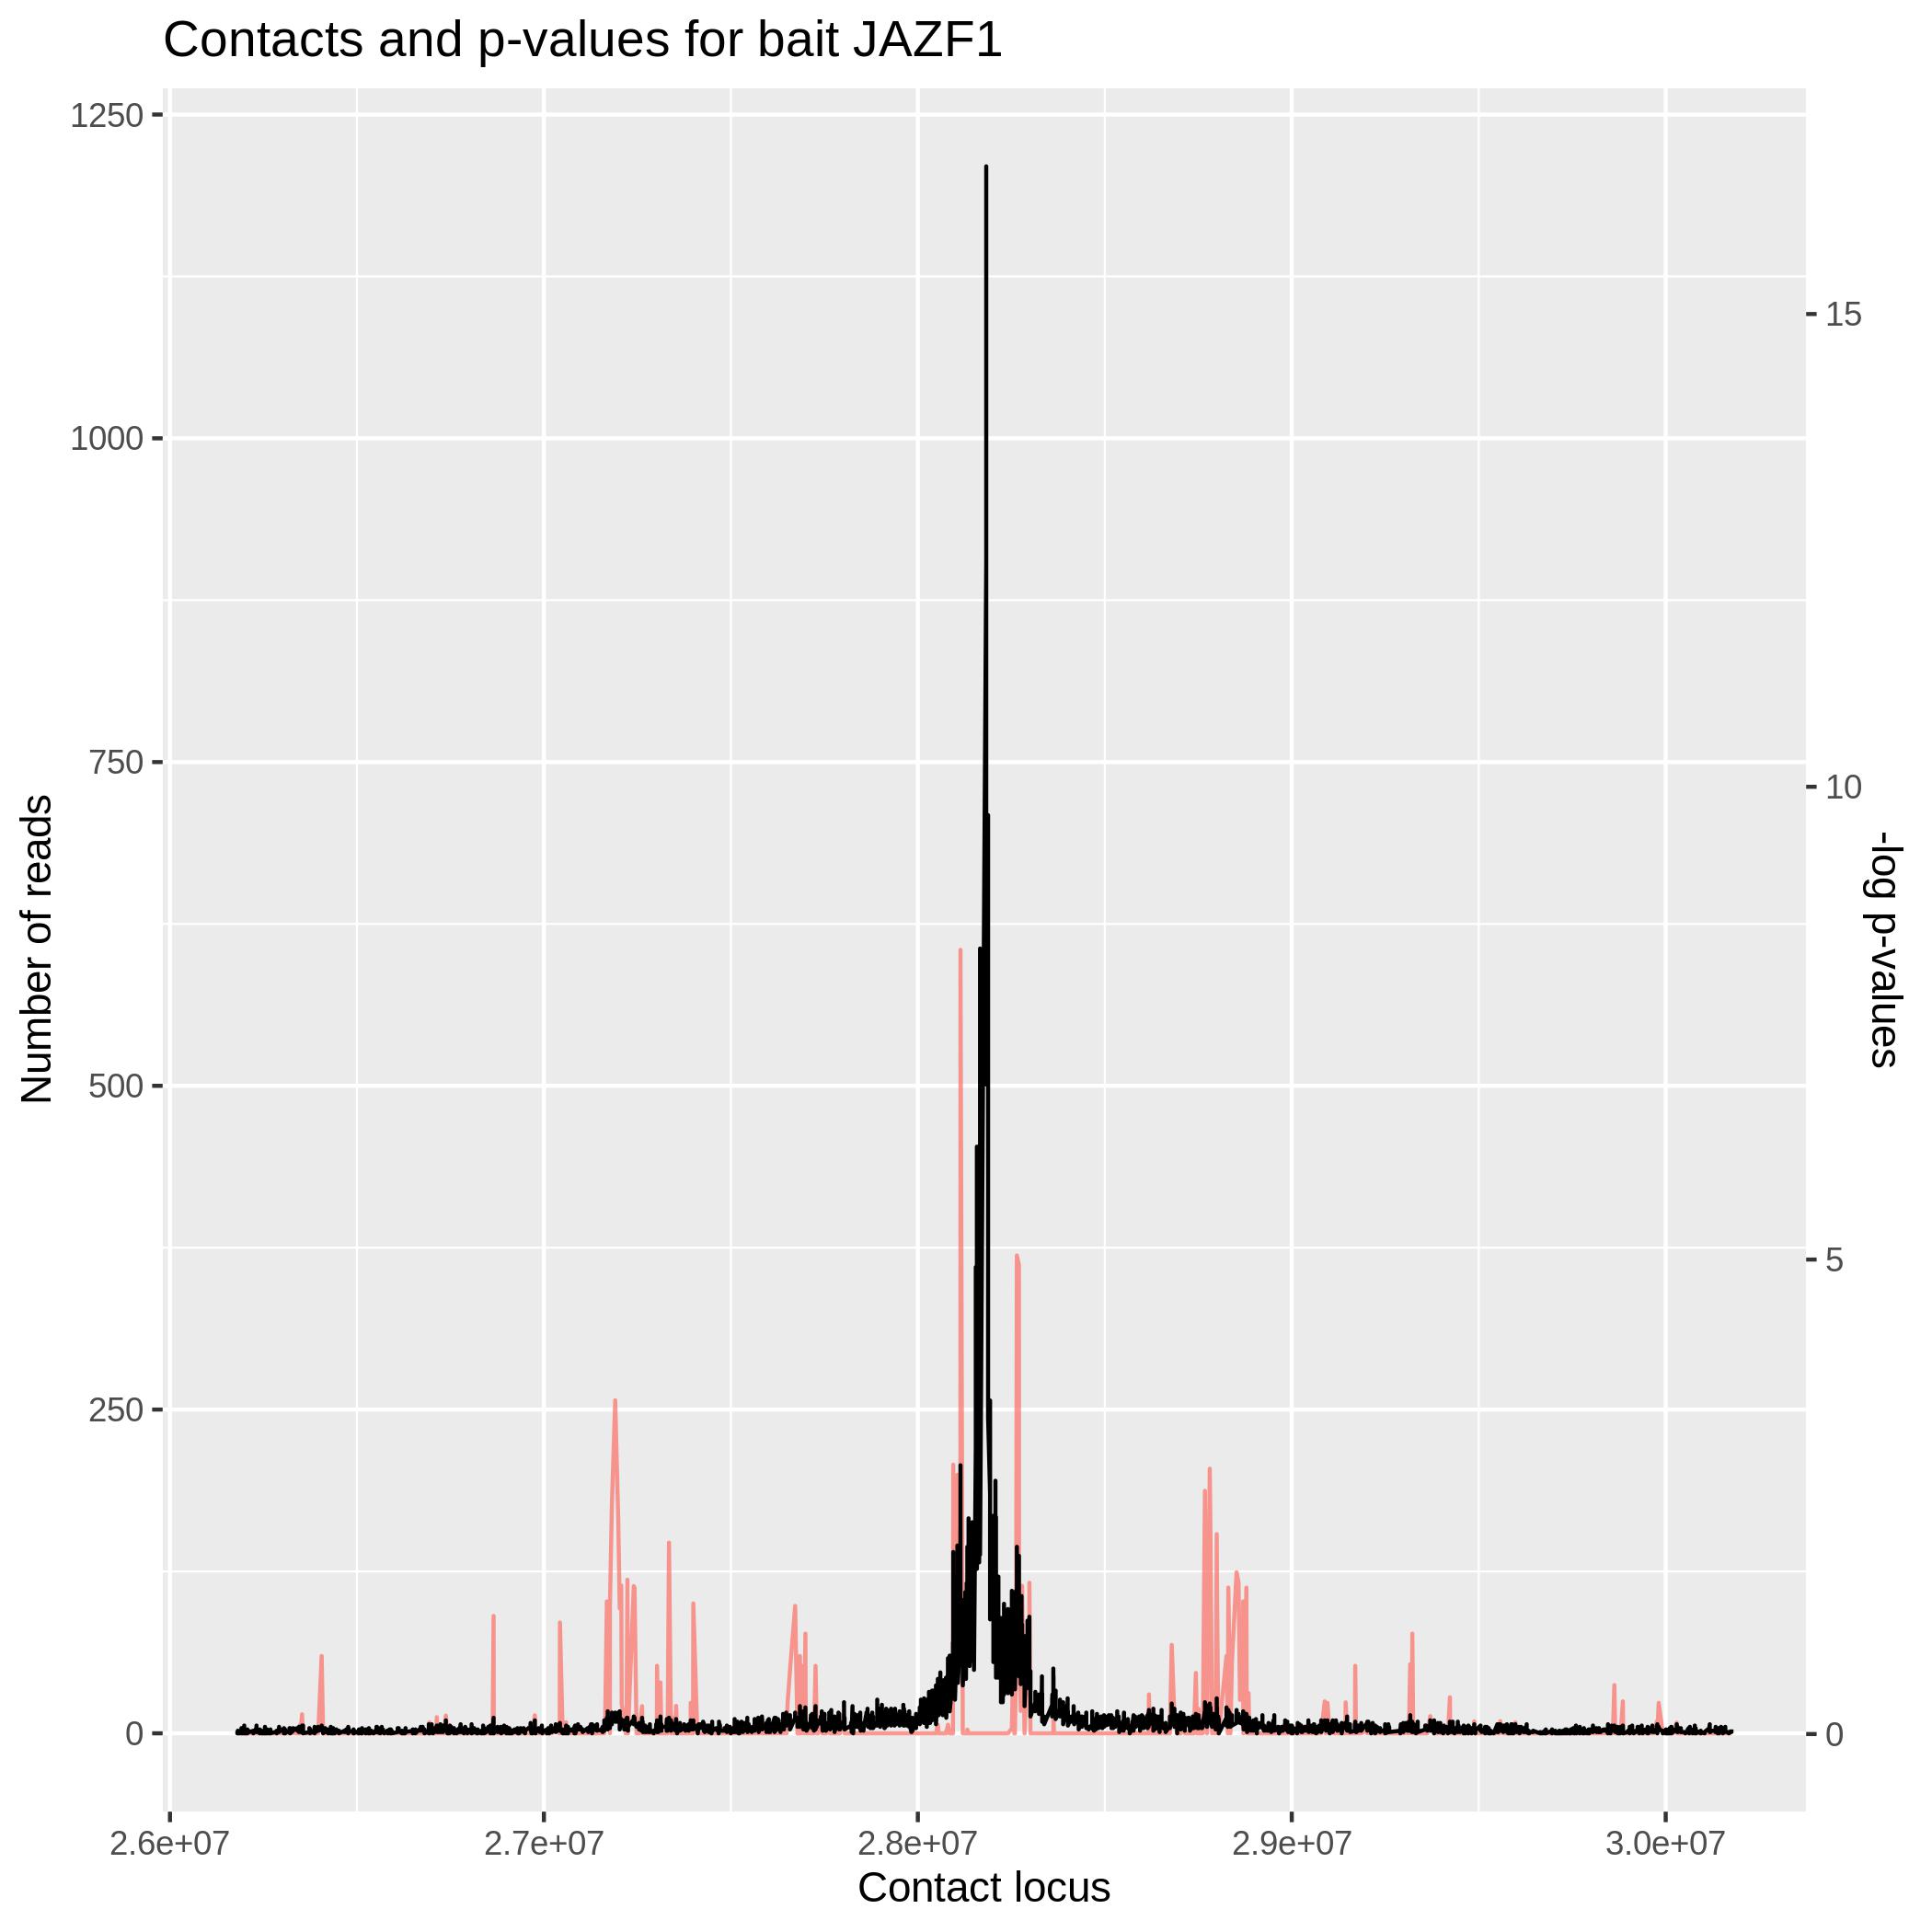 Contacts and p-values for bait JAZF1
1250
1000
750
500
250
0
Number of reads
15
10
5
0
-log p-values
2.6e+07
2.7e+07
2.8e+07
2.9e+07
3.0e+07
Contact locus